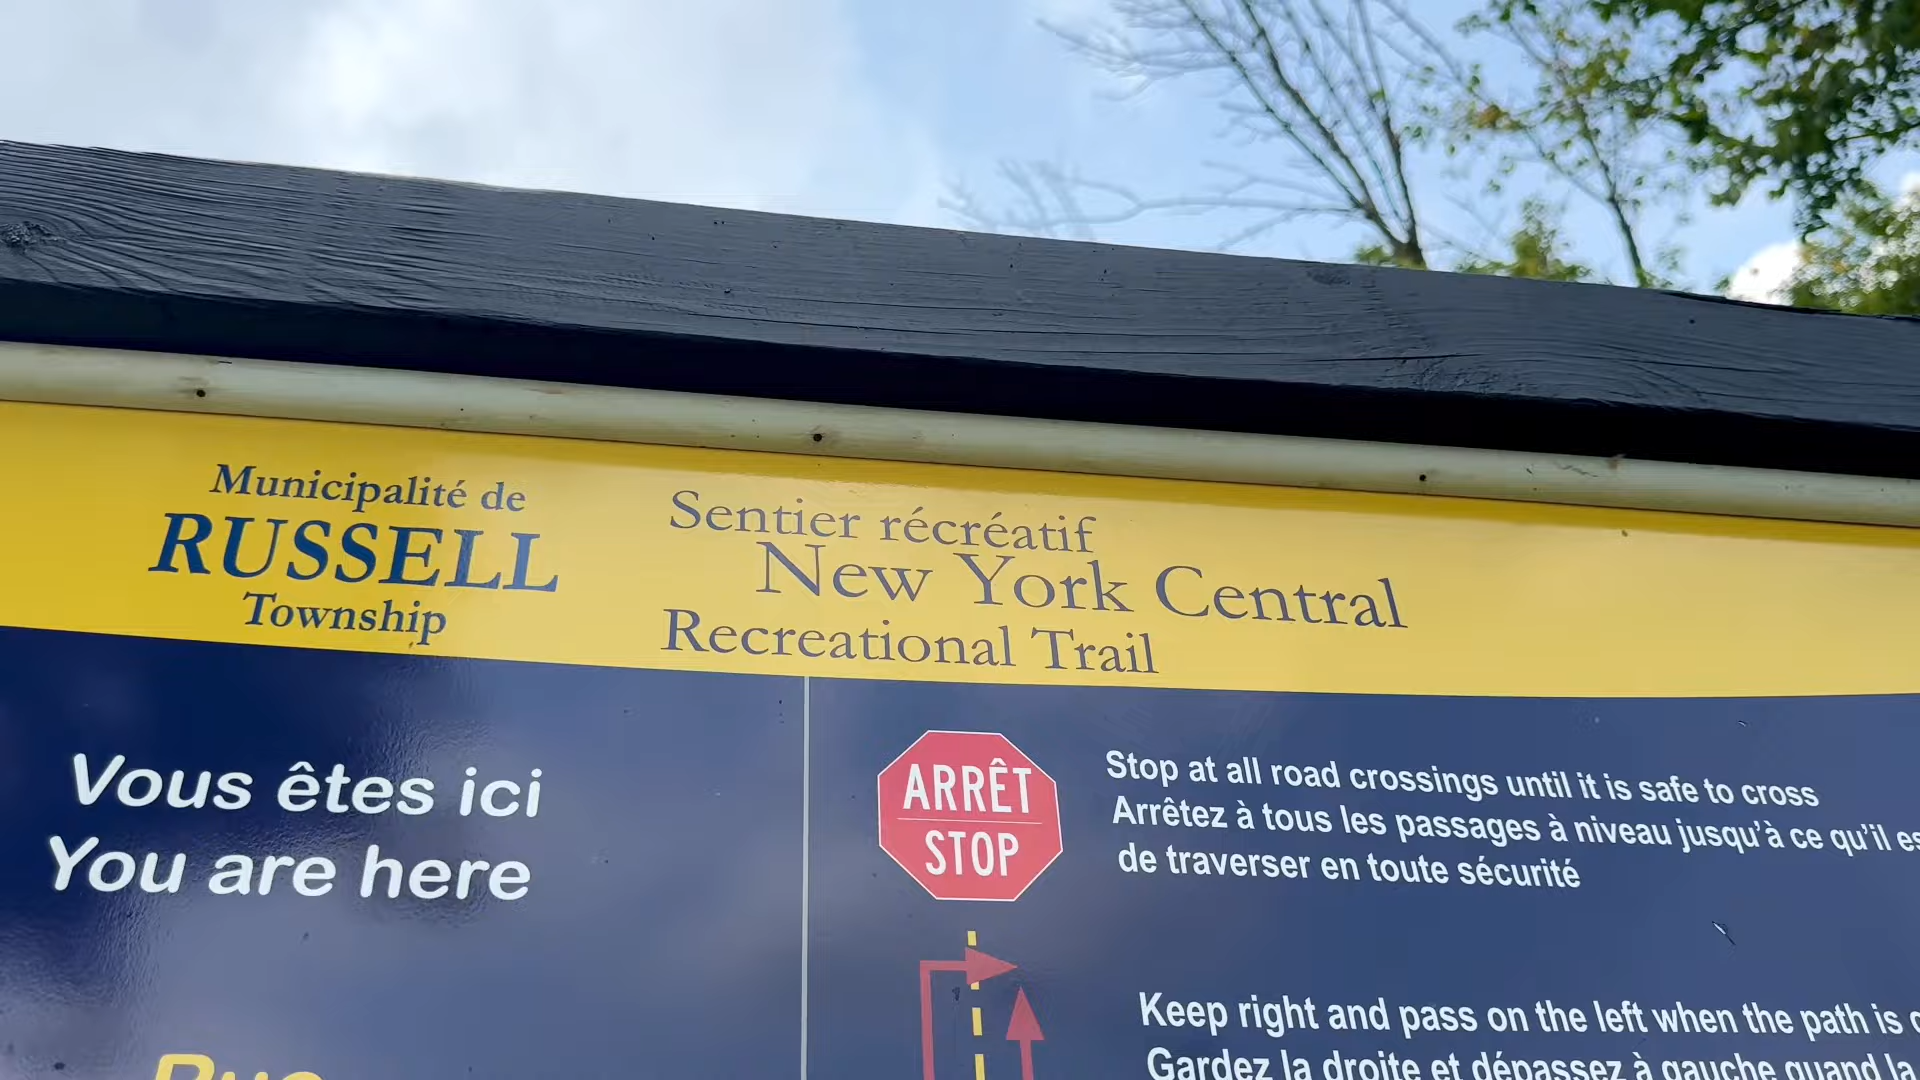 Municipalité de
RUSSELL
Township
Sentier récréatif
New York Central
Recreational Trail
Vous êtes ici
You are here
ARRÊT
STOP
Stop at all road crossings until it is safe to cross
Arrêtez à tous les passages à niveau jusqu'à ce qu'il
de traverser en toute sécurité
Keep right and pass on the left when the path is
Gardez la droite et dépassez à gauche quand la